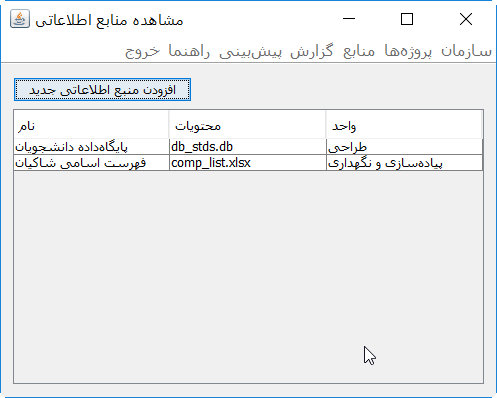 مشاهده منابع اطلاعاتی
سازمان پروژه‌ها منابع گزارش پیش‌بینی راهنما خروج
افزودن منبع اطلاعاتی جدید
نام محتویات واحد
پایگاه‌داده دانشجویان db_stds.db طراحی
فهرست اسامی شاکیان comp_list.xlsx پیاده‌سازی و نگهداری